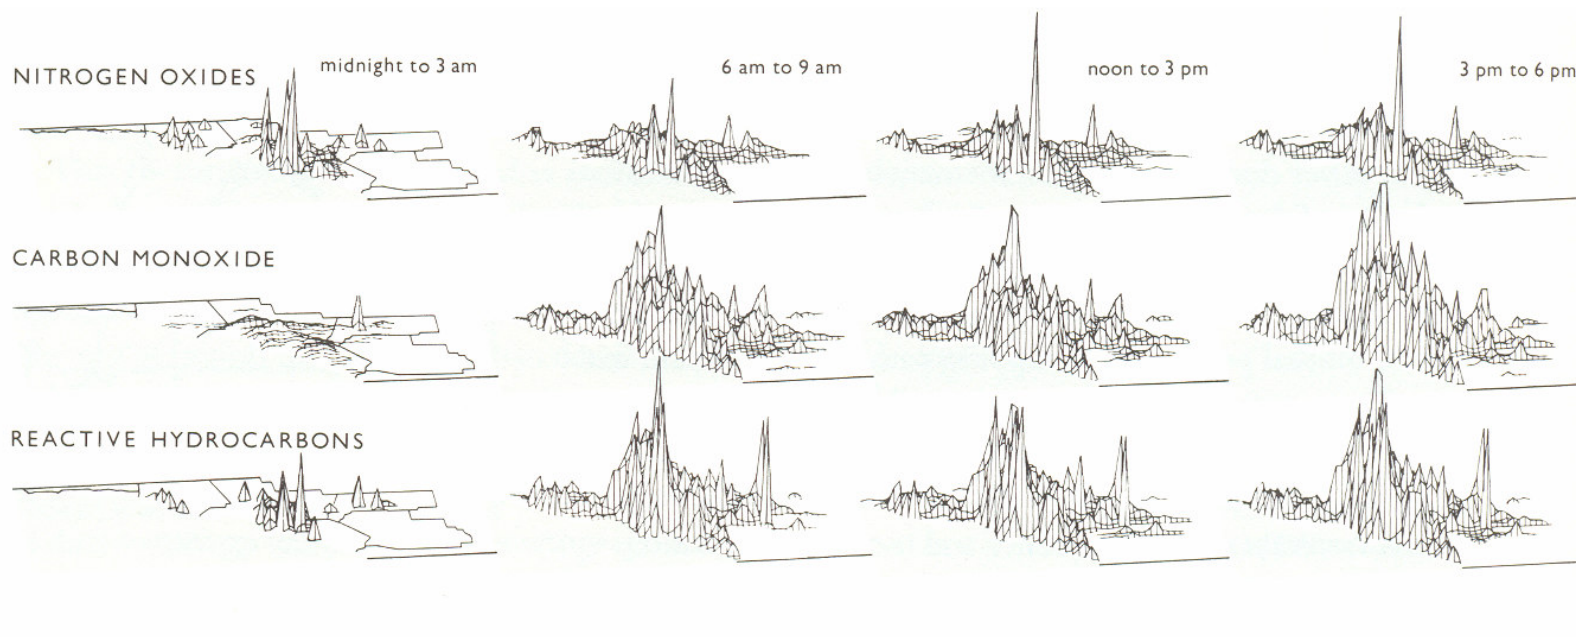 midnight to 3 am
6 am to 9 am
noon to 3 pm
3 pm to 6 pm
NITROGEN OXIDES
CARBON MONOXIDE
REACTIVE HYDROCARBONS